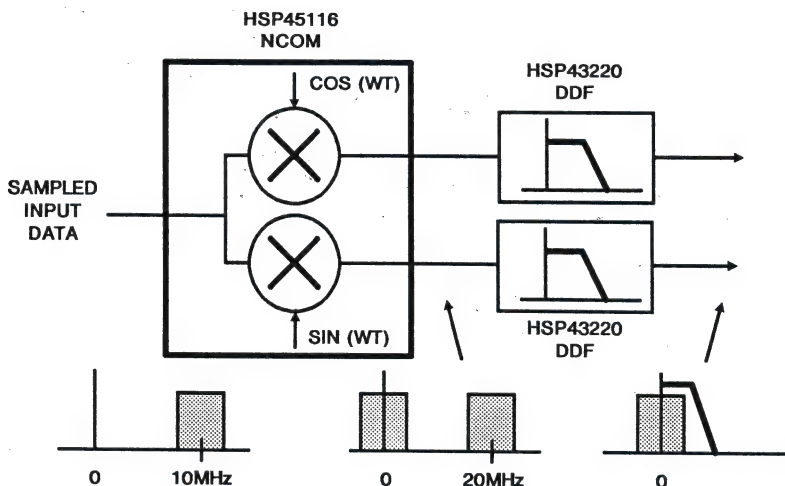 HSP45116
NCOM
COS (WT)
HSP43220
DDF
SAMPLED
INPUT
DATA
SIN (WT)
HSP43220
DDF
0
10MHz
0
20MHz
0